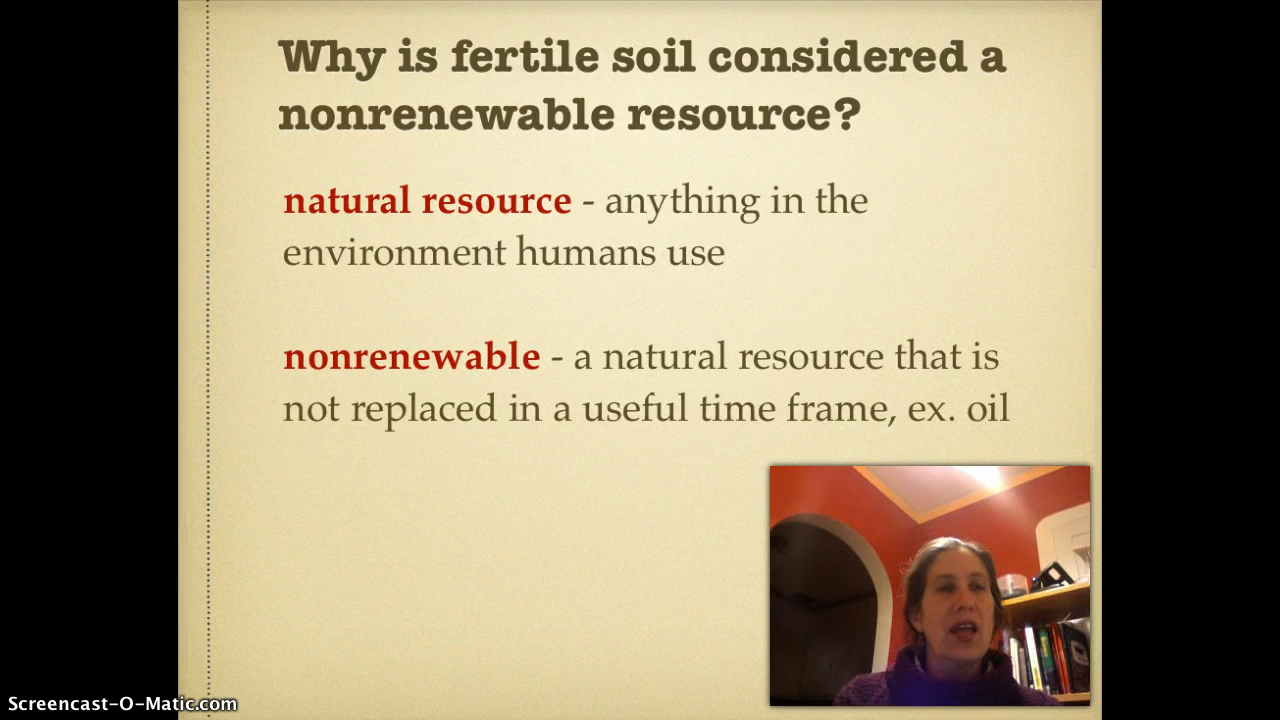 Why is fertile soil considered a
nonrenewable resource?
natural resource - anything in the
environment humans use
nonrenewable - a natural resource that is
not replaced in a useful time frame, ex. oil
Screencast-O-Matic.com